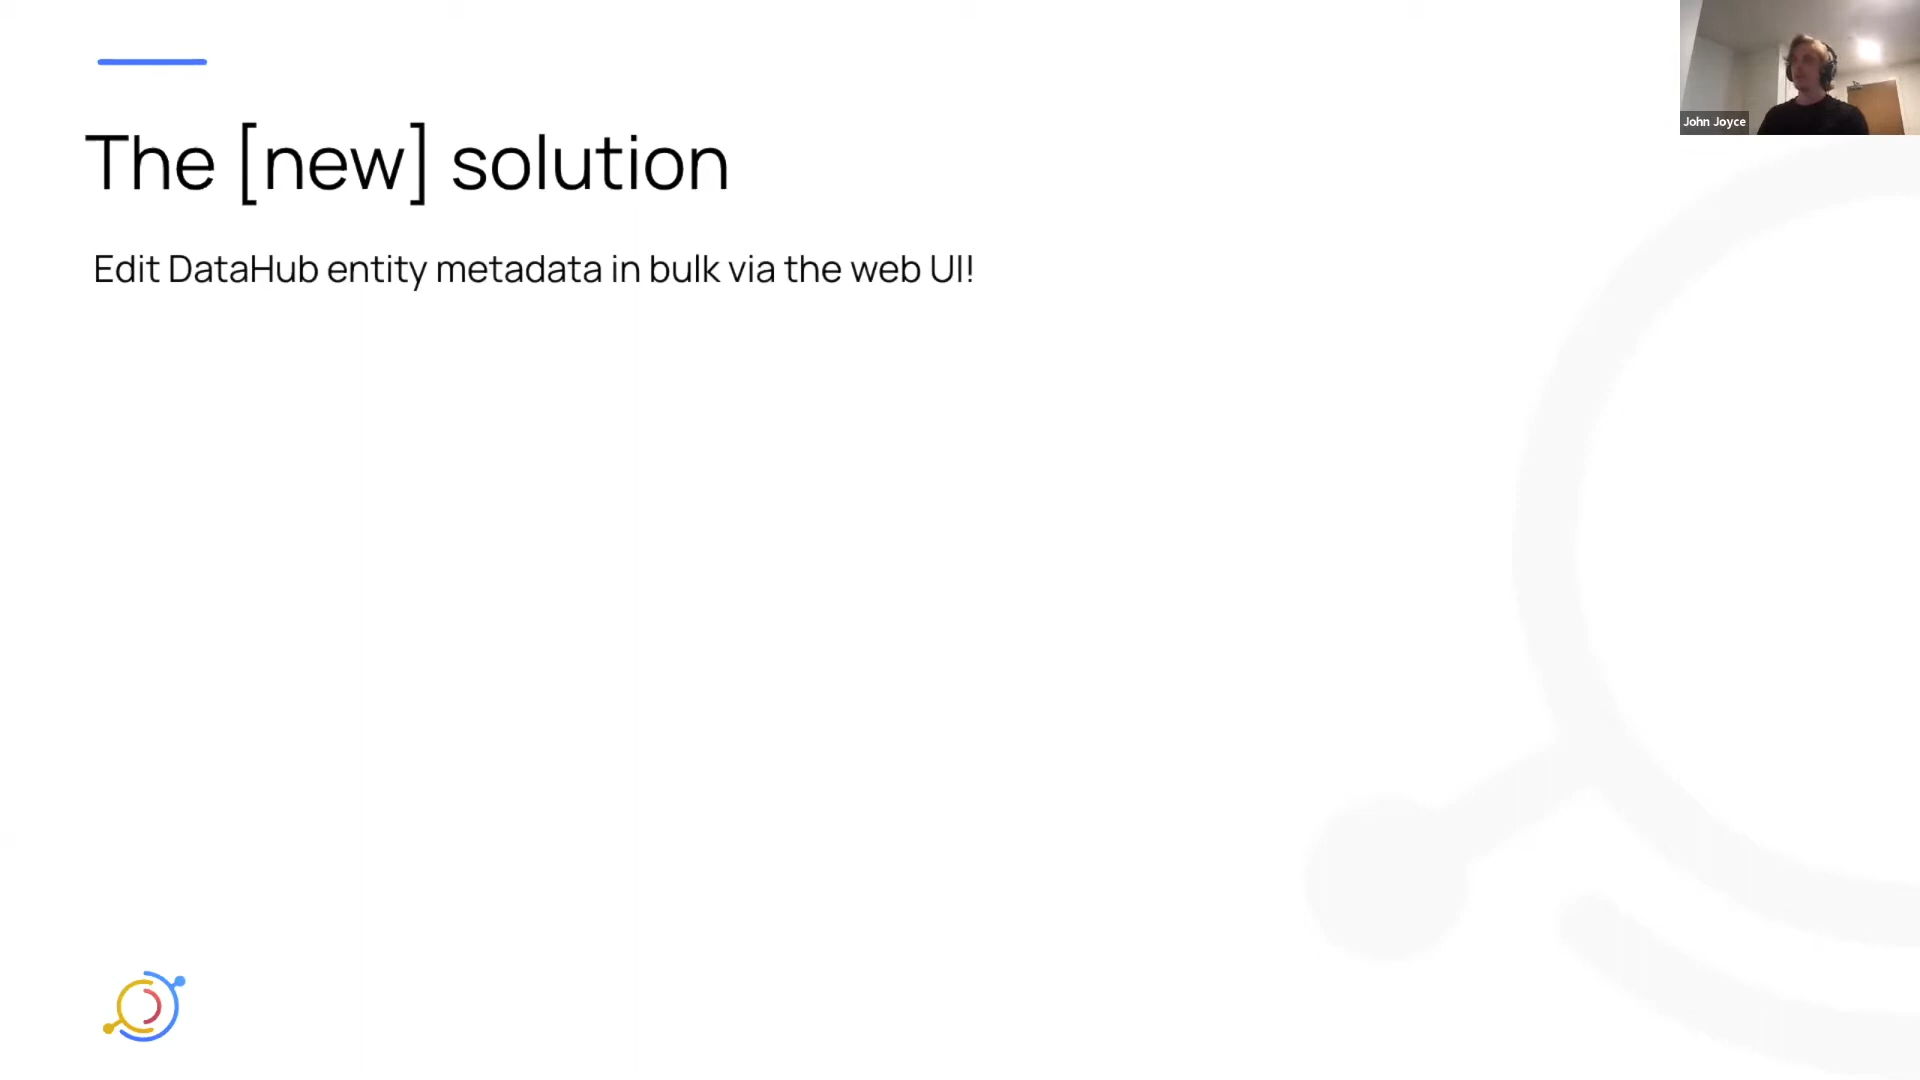 The [new] solution
Edit DataHub entity metadata in bulk via the web UI!
John Joyce